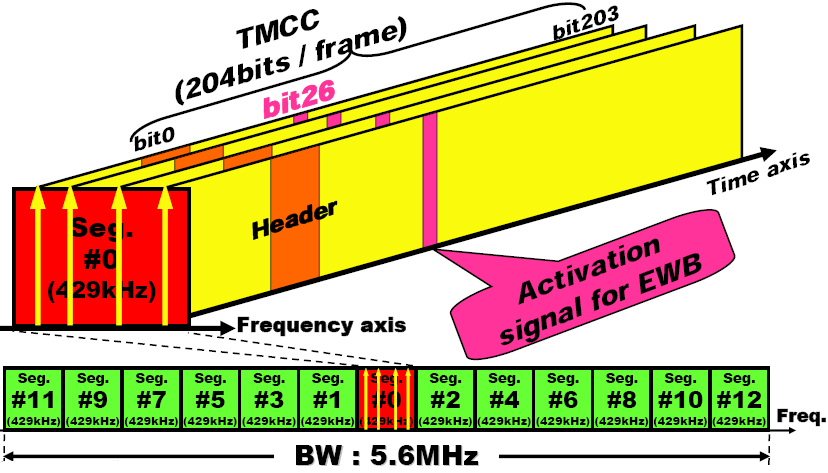 TMCC
(204bits / frame)
bit203
bit26
bit0
Time axis
Header
Seg.
#0
(429kHz)
Activation
signal for EWB
Frequency axis
Seg. Seg. Seg. Seg. Seg. Seg. Seg. Seg. Seg. Seg. Seg. Seg. Seg.
#11 #9 #7 #5 #3 #1 #0 #2 #4 #6 #8 #10 #12
(429kHz) (429kHz) (429kHz) (429kHz) (429kHz) (429kHz) (429kHz) (429kHz) (429kHz) (429kHz) (429kHz) (429kHz) (429kHz)
Freq.
BW : 5.6MHz